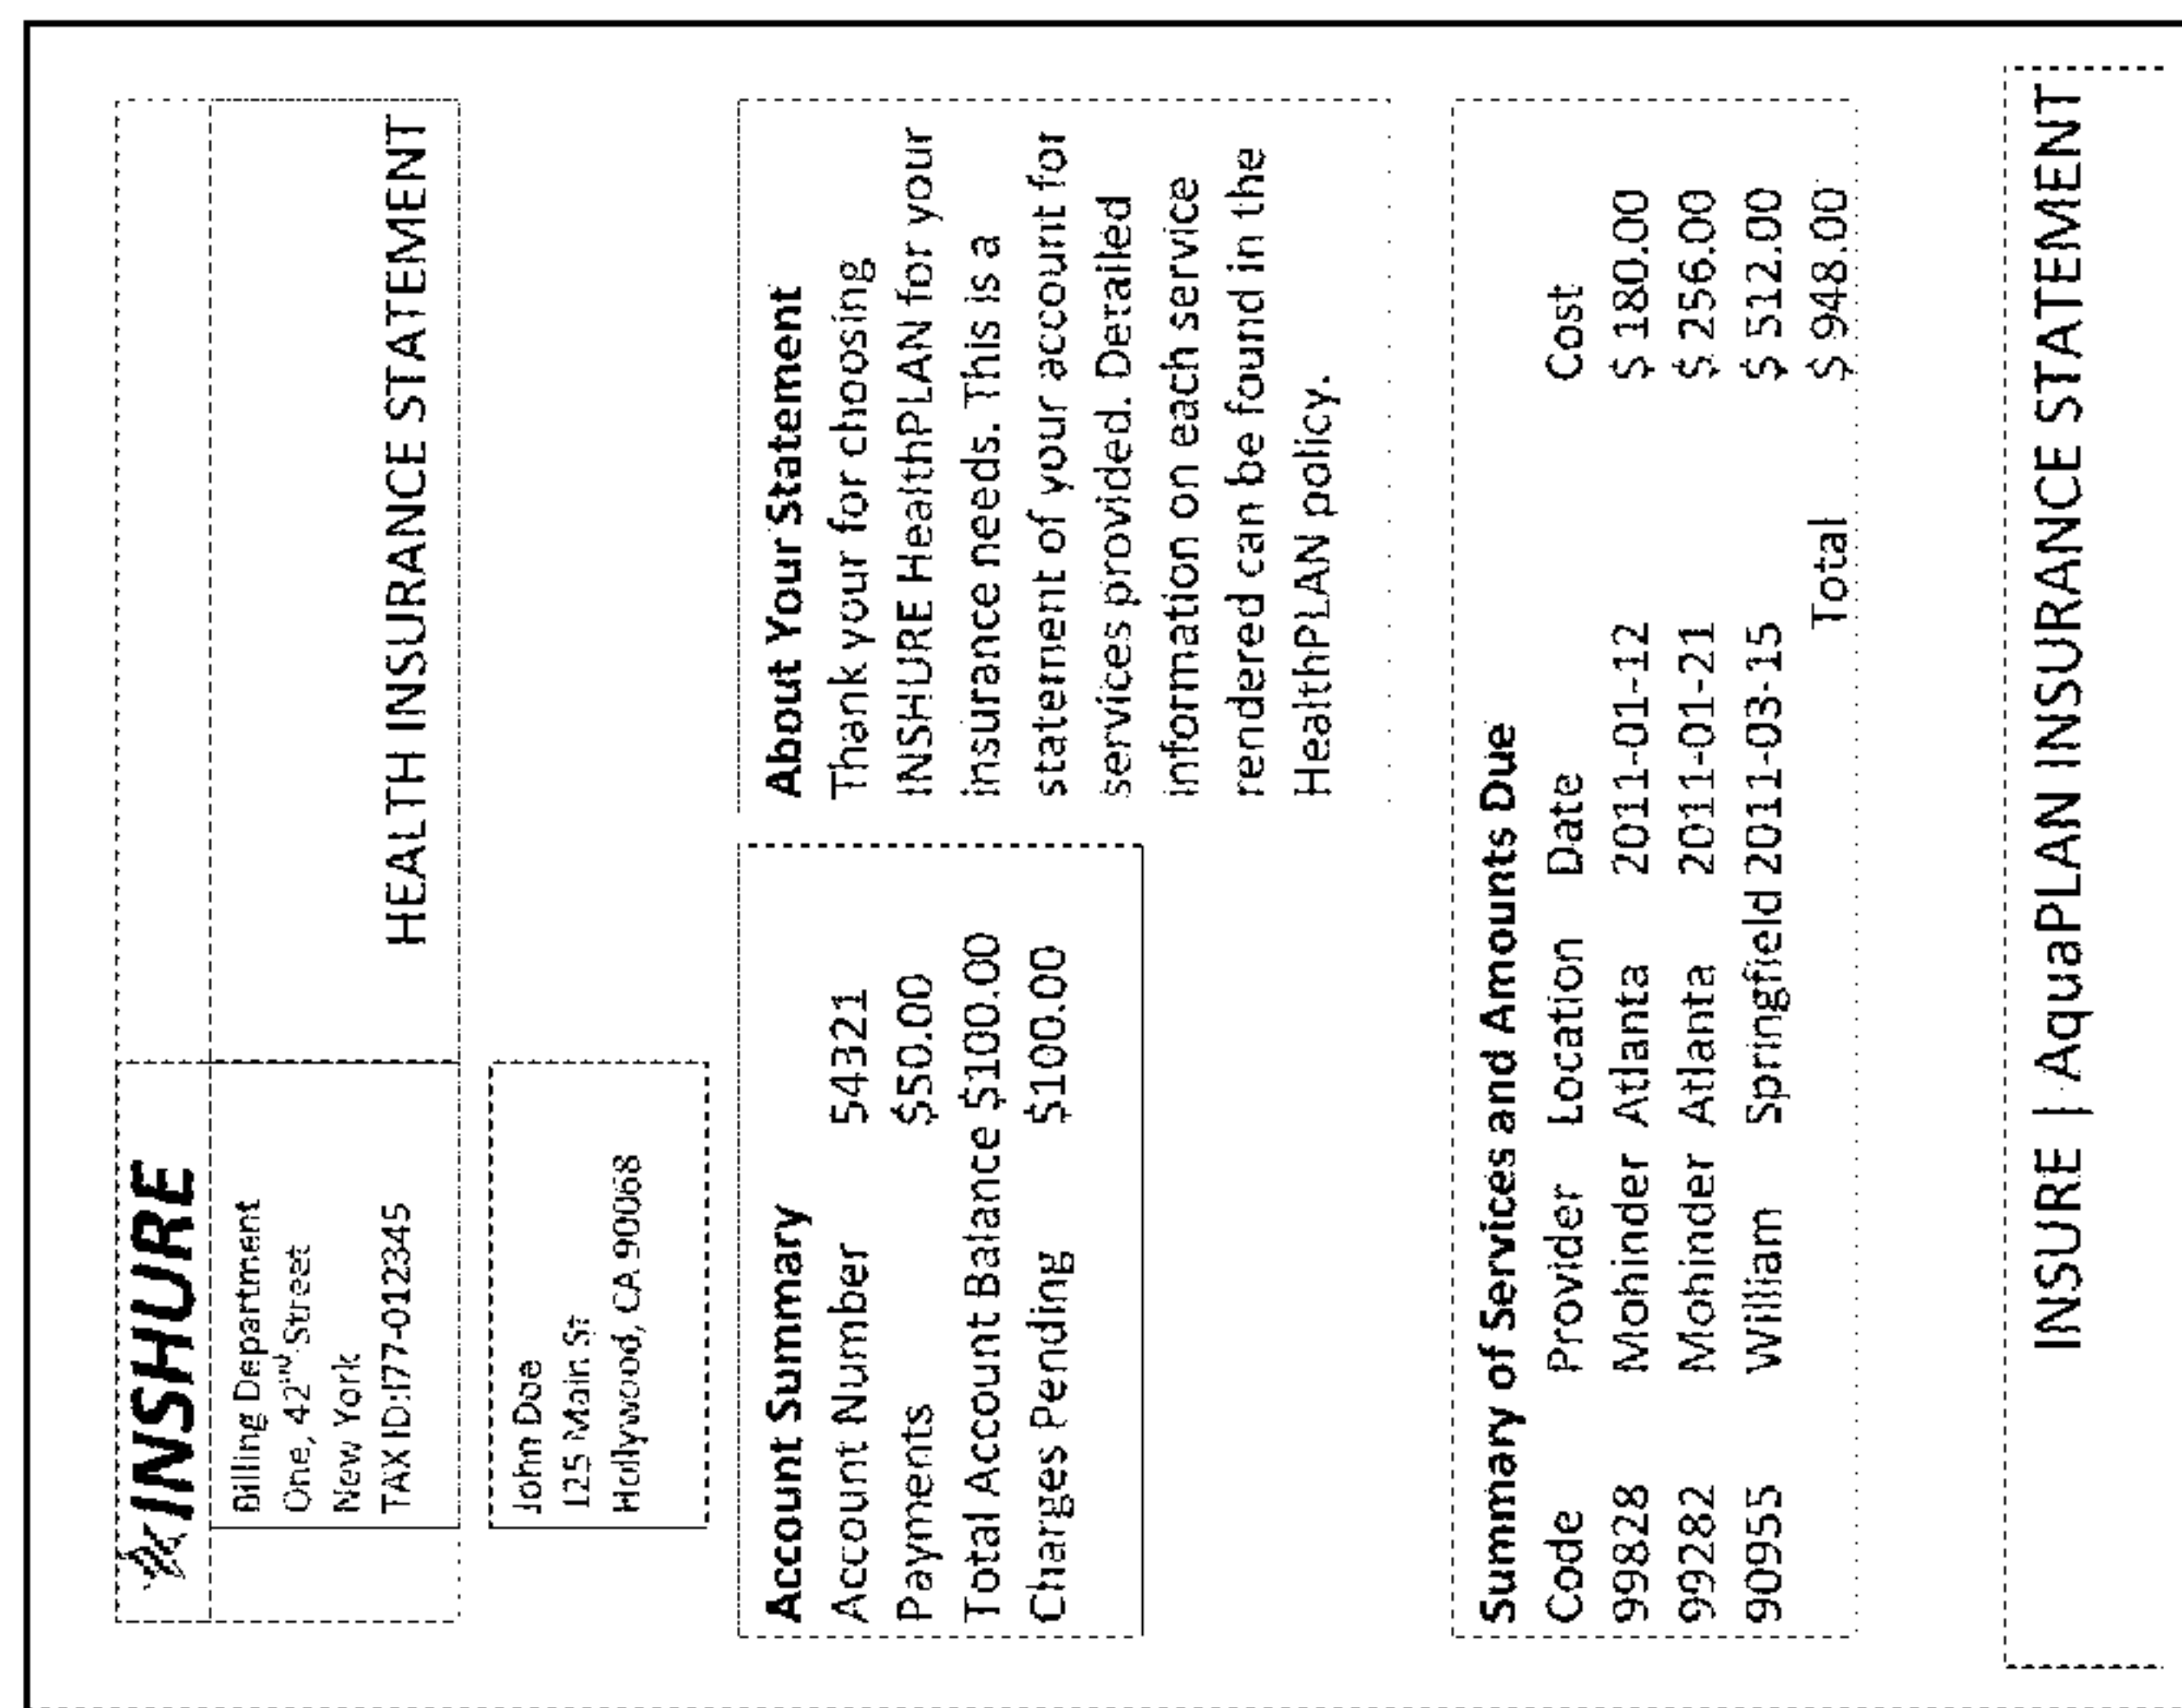 INSHURE
Billing Department
One, 42nd Street
New York
TAX ID:I77-012345
HEALTH INSURANCE STATEMENT
John Doe
125 Main St
Hollywood, CA 90068
Account Summary
Account Number 54321
Payments $50.00
Total Account Balance $100.00
Charges Pending $100.00
About Your Statement
Thank your for choosing
INSHURE HealthPLAN for your
insurance needs. This is a
statement of your account for
services provided. Detailed
information on each service
rendered can be found in the
HealthPLAN policy.
Summary of Services and Amounts Due
Code Provider Location Date Cost
99828 Mohinder Atlanta 2011-01-12 $ 180.00
99282 Mohinder Atlanta 2011-01-21 $ 256.00
90955 William Springfield 2011-03-15 $ 512.00
Total $ 948.00
INSURE | AquaPLAN INSURANCE STATEMENT